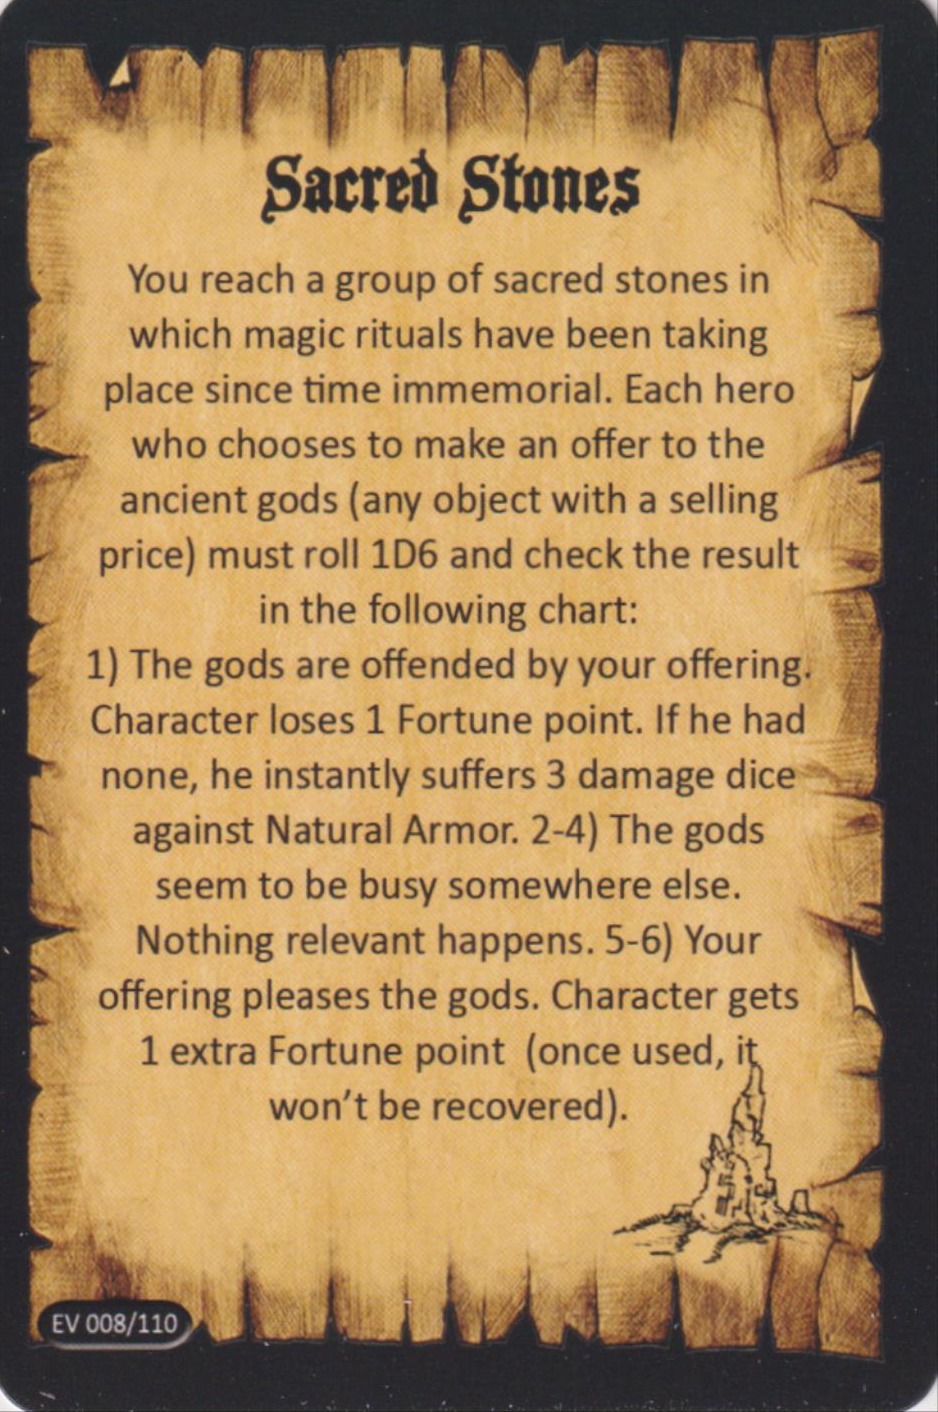 Sacred Stones
You reach a group of sacred stones in
which magic rituals have been taking
place since time immemorial. Each hero
who chooses to make an offer to the
ancient gods (any object with a selling
price) must roll 1D6 and check the result
in the following chart:
1) The gods are offended by your offering.
Character loses 1 Fortune point. If he had
none, he instantly suffers 3 damage dice
against Natural Armor. 2-4) The gods
seem to be busy somewhere else.
Nothing relevant happens. 5-6) Your
offering pleases the gods. Character gets
1 extra Fortune point  (once used, it
won't be recovered).
EV 008/110